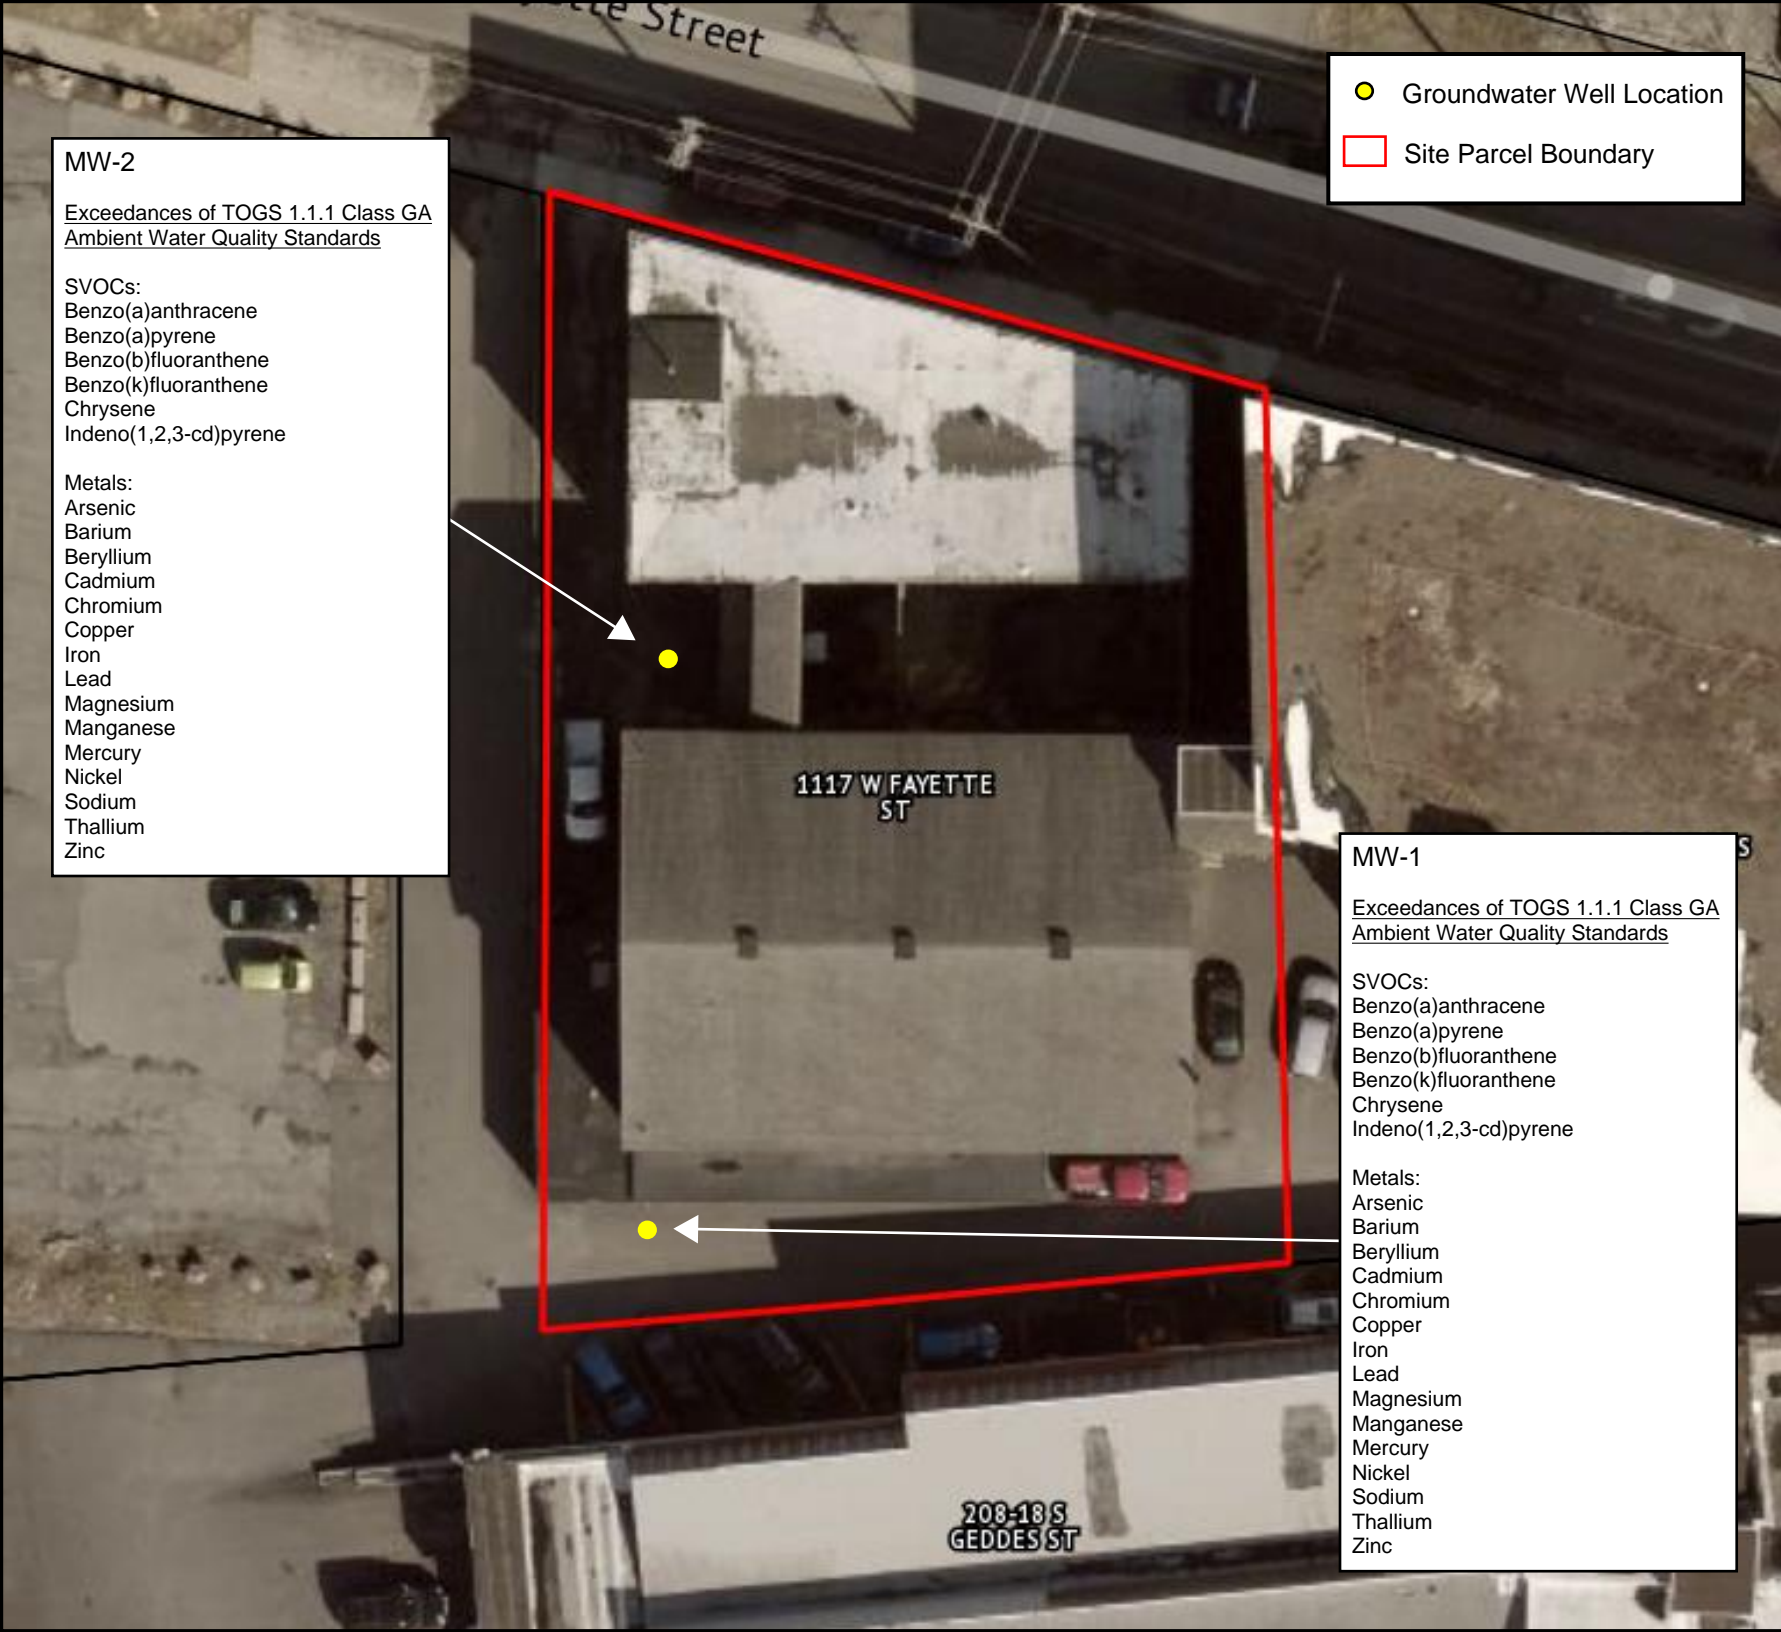 Street
Groundwater Well Location
Site Parcel Boundary
MW-2
Exceedances of TOGS 1.1.1 Class GA
Ambient Water Quality Standards
SVOCs:
Benzo(a)anthracene
Benzo(a)pyrene
Benzo(b)fluoranthene
Benzo(k)fluoranthene
Chrysene
Indeno(1,2,3-cd)pyrene
Metals:
Arsenic
Barium
Beryllium
Cadmium
Chromium
Copper
Iron
Lead
Magnesium
Manganese
Mercury
Nickel
Sodium
Thallium
Zinc
1117 W FAYETTE
ST
S
MW-1
Exceedances of TOGS 1.1.1 Class GA
Ambient Water Quality Standards
SVOCs:
Benzo(a)anthracene
Benzo(a)pyrene
Benzo(b)fluoranthene
Benzo(k)fluoranthene
Chrysene
Indeno(1,2,3-cd)pyrene
Metals:
Arsenic
Barium
Beryllium
Cadmium
Chromium
Copper
Iron
Lead
Magnesium
Manganese
Mercury
Nickel
Sodium
Thallium
Zinc
208-18 S
GEDDES ST